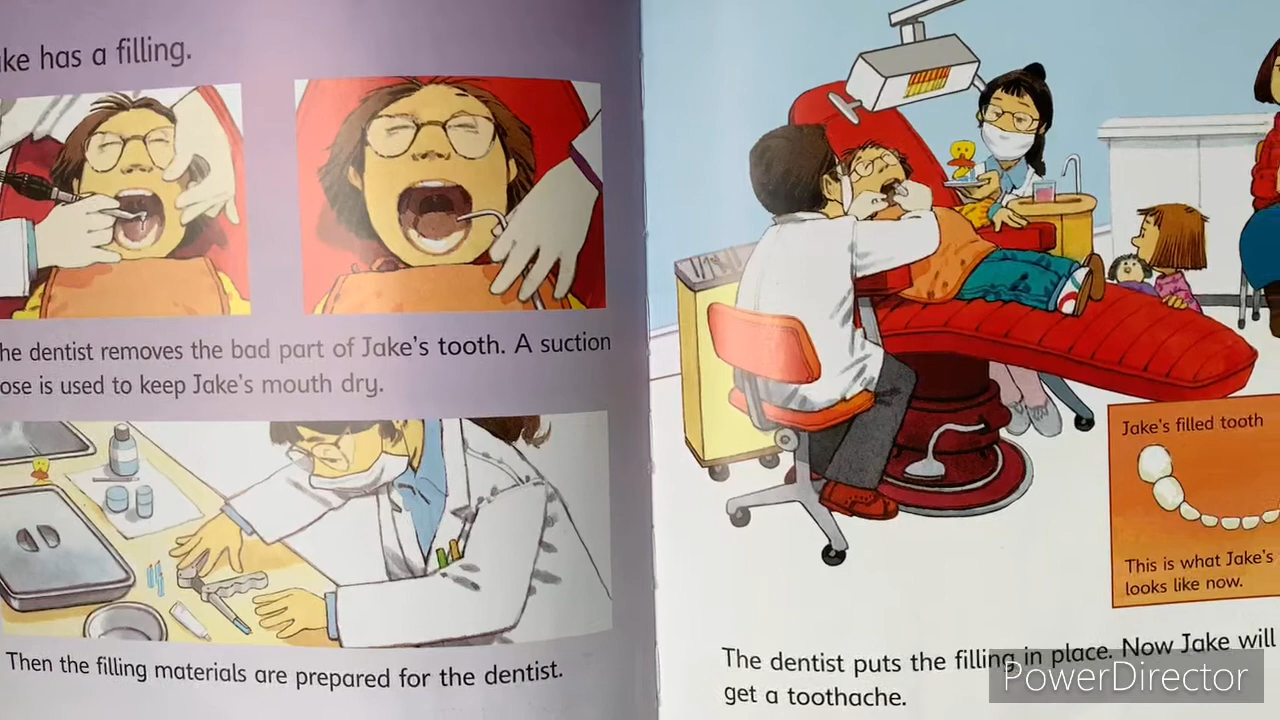 ke has a filling.
he dentist removes the bad part of Jake's tooth. A suction
ose is used to keep Jake's mouth dry.
Then the filling materials are prepared for the dentist.
Jake's filled tooth
This is what Jake's
looks like now.
The dentist puts the filling in place. Now Jake will
get a toothache.
PowerDirector